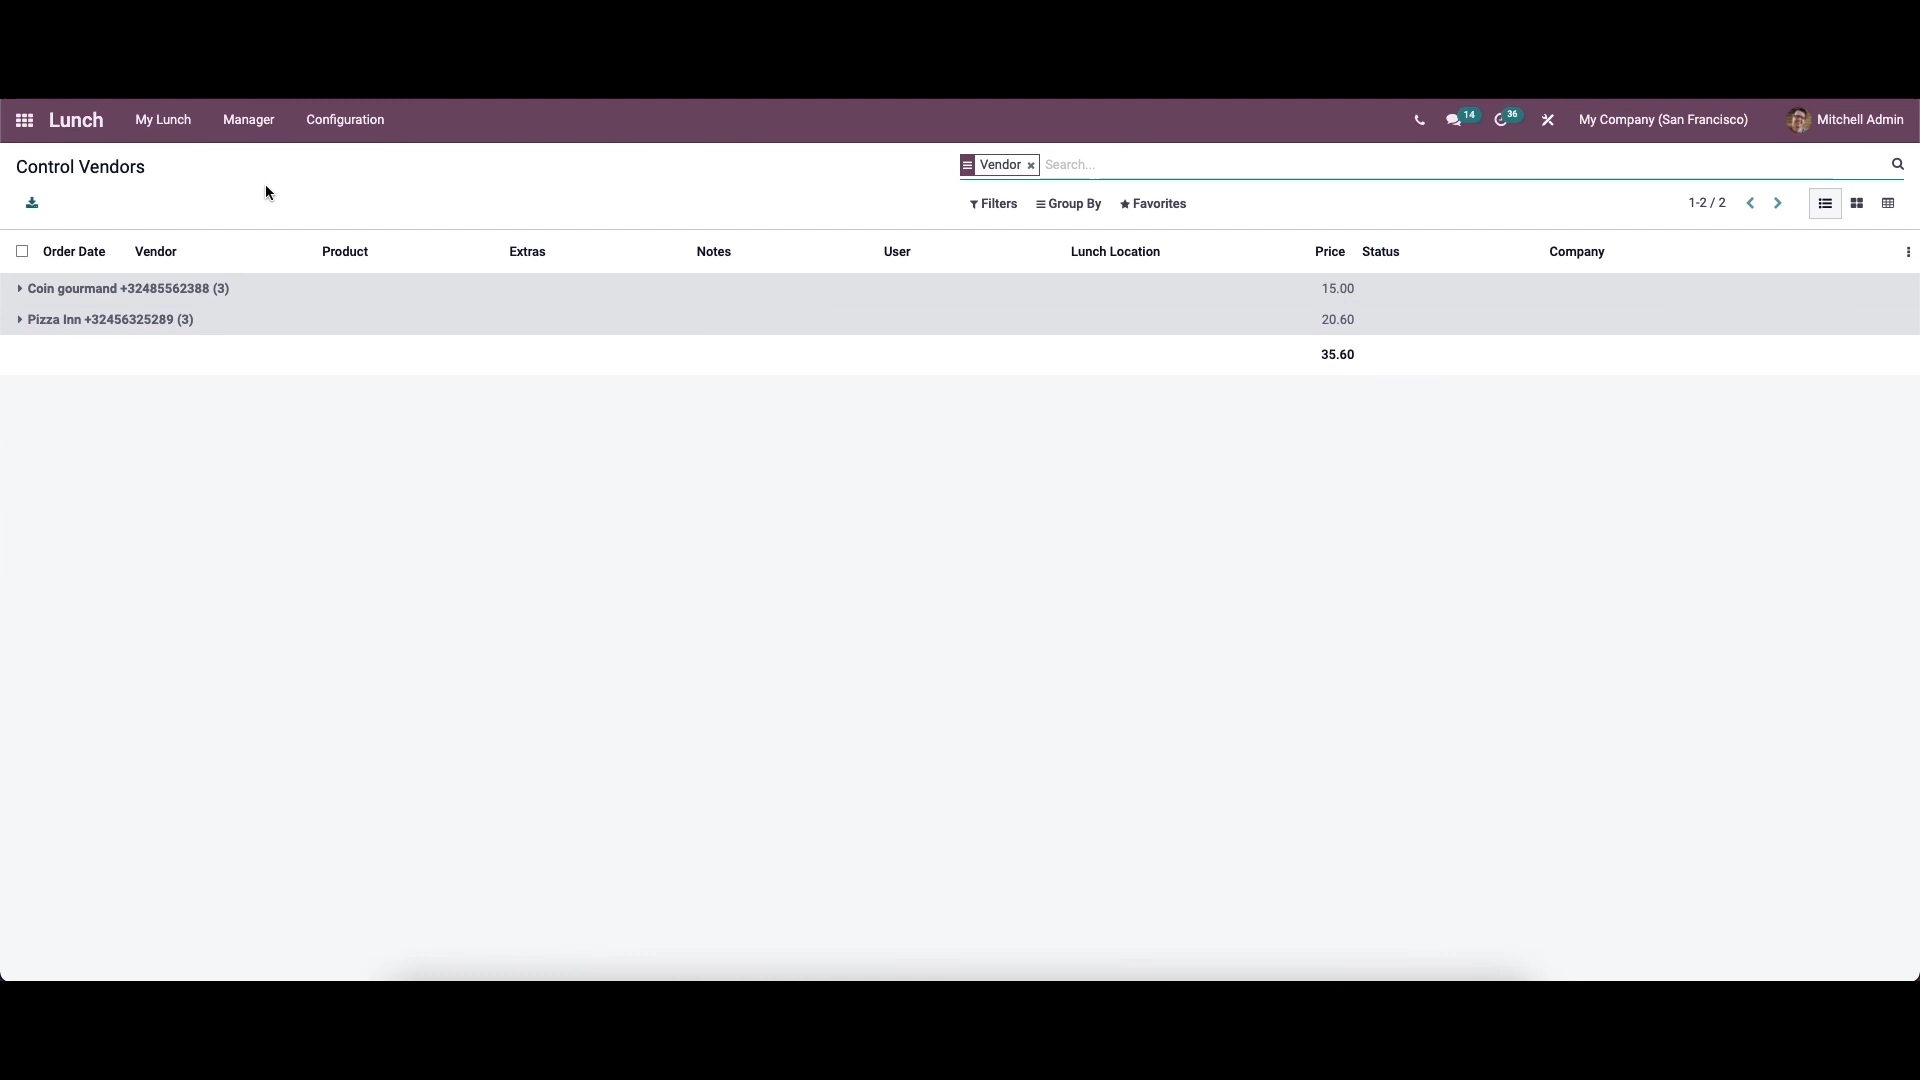 Lunch My Lunch Manager Configuration 14 36 My Company (San Francisco) Mitchell Admin
Control Vendors Vendor Search...
Filters Group By Favorites 1-2 / 2
Order Date Vendor Product Extras Notes User Lunch Location Price Status Company
Coin gourmand +32485562388 (3) 15.00
Pizza Inn +32456325289 (3) 20.60
35.60